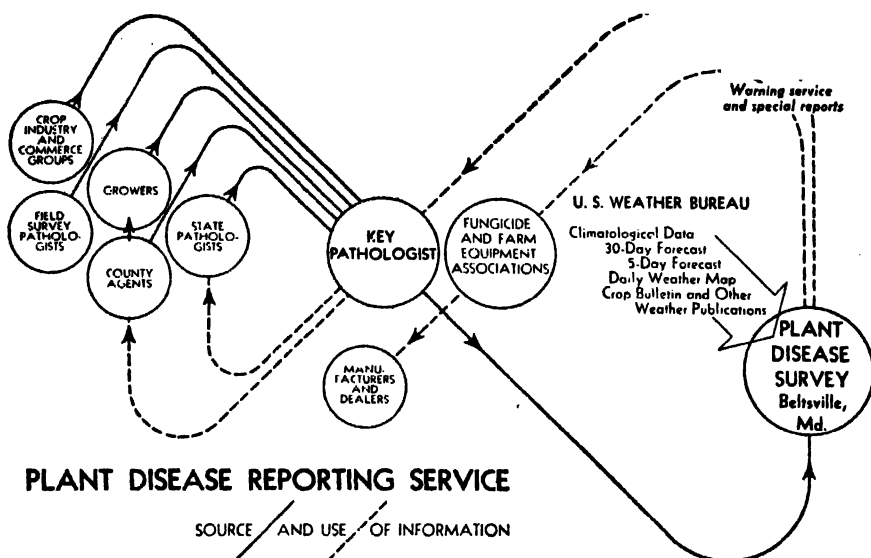 Warning service
and special reports
CROP
INDUSTRY
AND
COMMERCE
GROUPS
GROWERS
FIELD
SURVEY
PATHOLO-
GISTS
STATE
PATHOLO-
GISTS
COUNTY
AGENTS
KEY
PATHOLOGIST
FUNGICIDE
AND FARM
EQUIPMENT
ASSOCIATIONS
MANU-
FACTURERS
AND
DEALERS
U. S. WEATHER BUREAU
Climatological Data
30-Day Forecast
5-Day Forecast
Daily Weather Map
Crop Bulletin and Other
Weather Publications
PLANT
DISEASE
SURVEY
Beltsville,
Md.
PLANT DISEASE REPORTING SERVICE
SOURCE AND USE OF INFORMATION